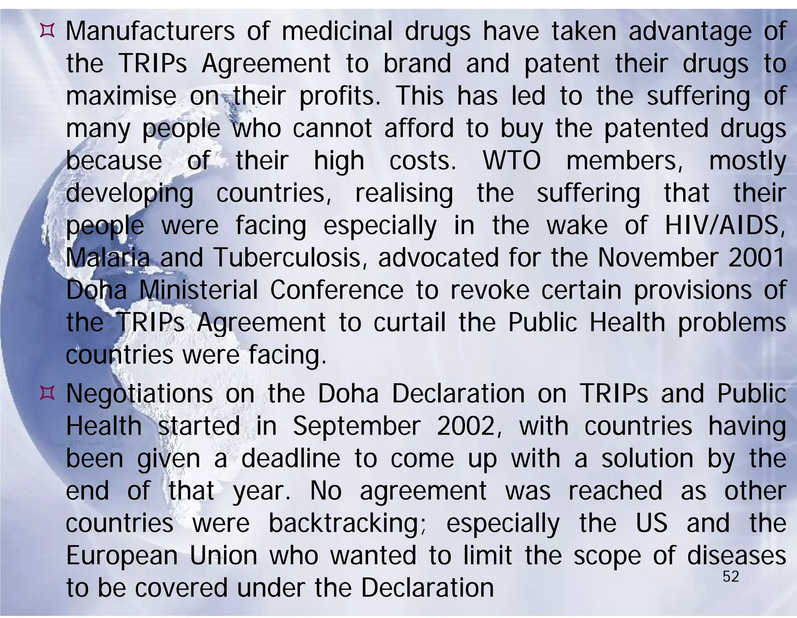 Manufacturers of medicinal drugs have taken advantage of
the TRIPs Agreement to brand and patent their drugs to
maximise on their profits. This has led to the suffering of
many people who cannot afford to buy the patented drugs
because of their high costs. WTO members, mostly
developing countries, realising the suffering that their
people were facing especially in the wake of HIV/AIDS,
Malaria and Tuberculosis, advocated for the November 2001
Doha Ministerial Conference to revoke certain provisions of
the TRIPs Agreement to curtail the Public Health problems
countries were facing.
Negotiations on the Doha Declaration on TRIPs and Public
Health started in September 2002, with countries having
been given a deadline to come up with a solution by the
end of that year. No agreement was reached as other
countries were backtracking; especially the US and the
European Union who wanted to limit the scope of diseases
to be covered under the Declaration
52